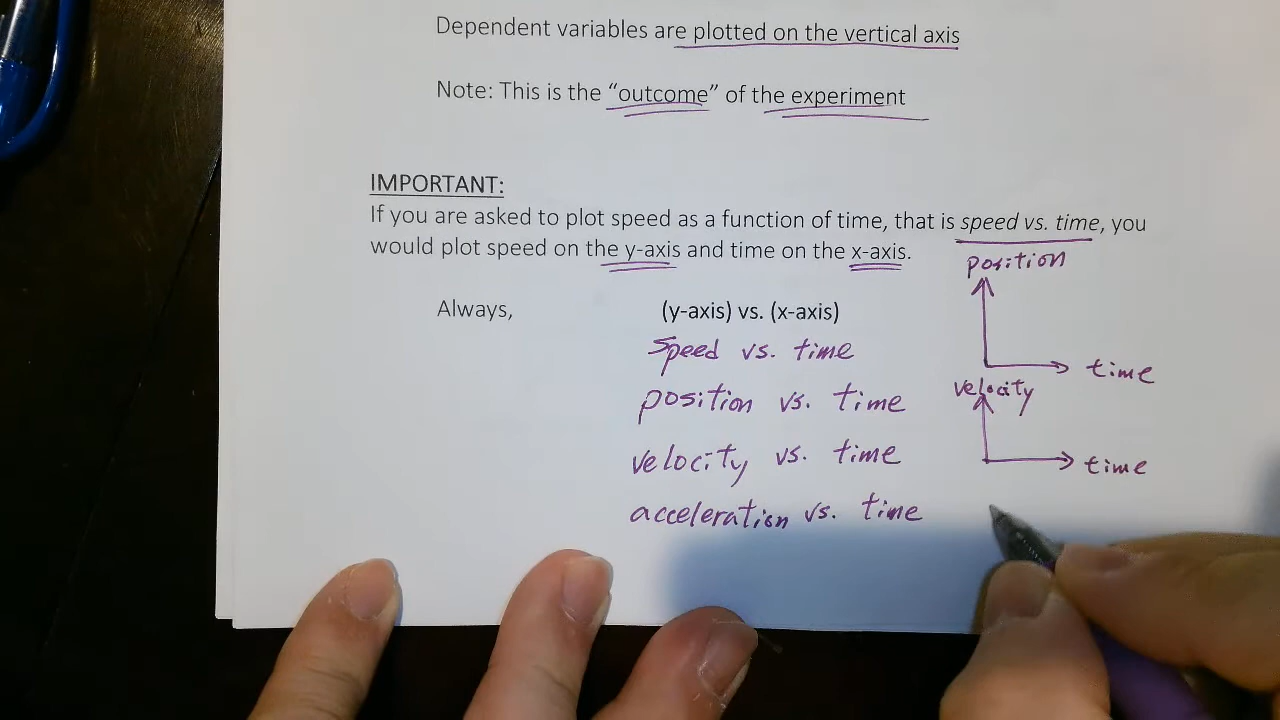 Dependent variables are plotted on the vertical axis
Note: This is the “outcome” of the experiment
IMPORTANT:
If you are asked to plot speed as a function of time, that is speed vs. time, you
would plot speed on the y-axis and time on the x-axis.
position
Always, (y-axis) vs. (x-axis)
Speed vs. time
time
position vs. time
velocity
velocity vs. time
time
acceleration vs. time